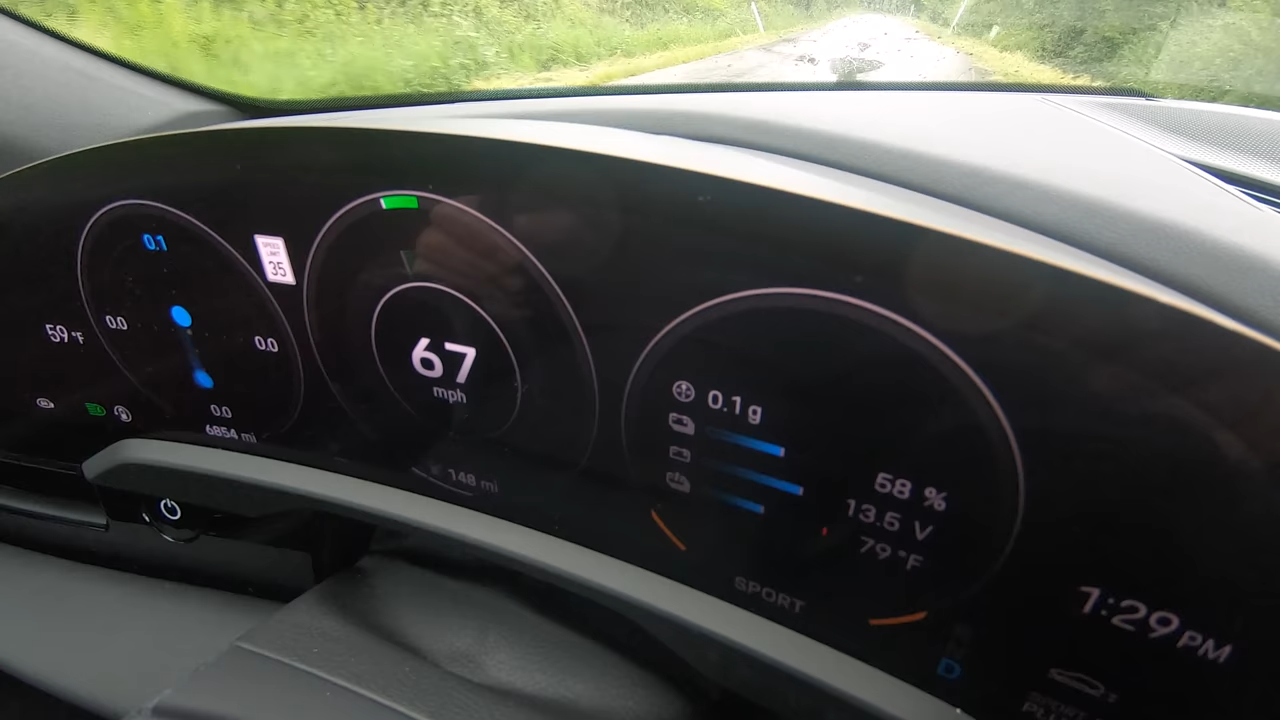 0.1
SPEED
LIMIT
35
0.0
0.0
59°F
0.0
6854 mi
67
mph
148 mi
0.1g
58 %
13.5 V
79°F
SPORT
D
1:29PM
SPORT
PLUS